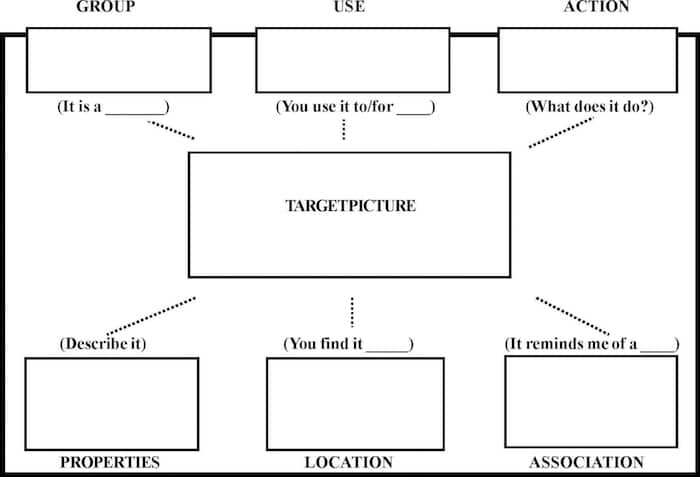 GROUP USE ACTION
(It is a ______) (You use it to/for ____) (What does it do?)
TARGETPICTURE
(Describe it) (You find it _____) (It reminds me of a ____)
PROPERTIES LOCATION ASSOCIATION